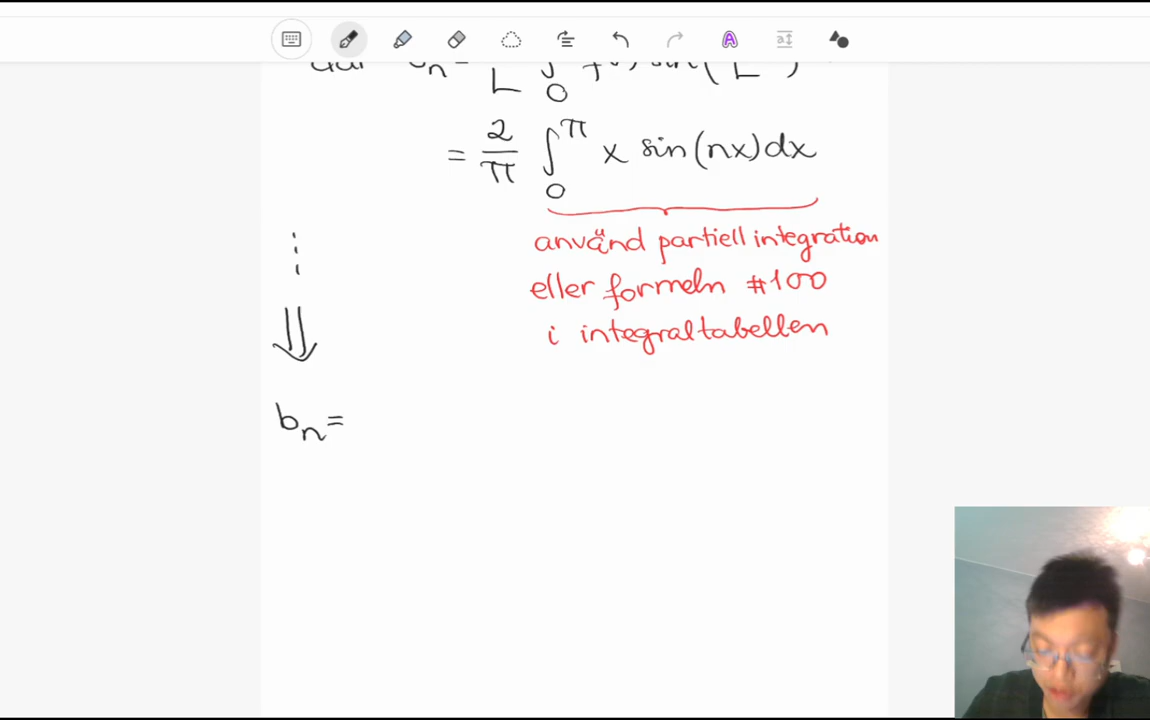 = 2/π ∫₀^π x sin(nx)dx
använd partiell integration
eller formeln #100
i integraltabellen
bₙ=